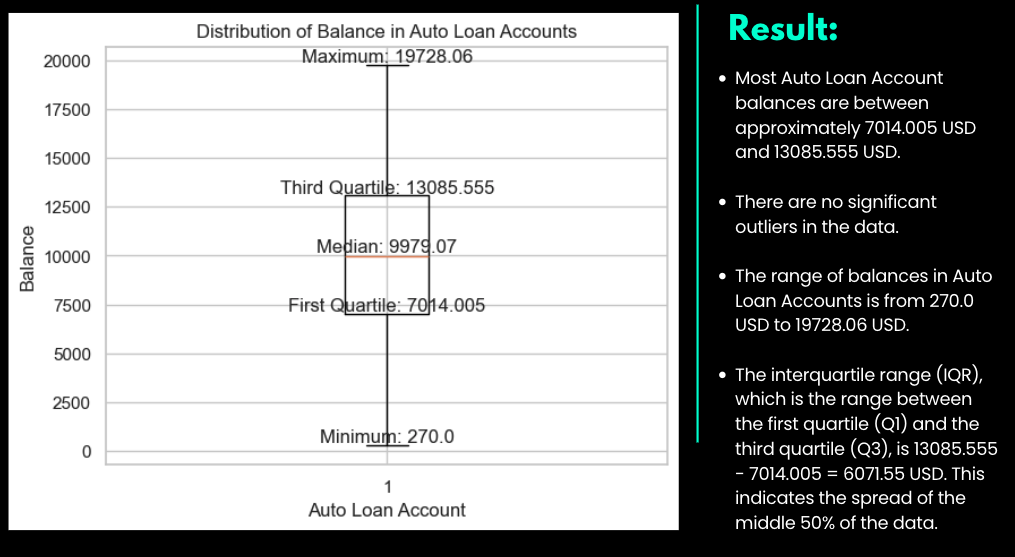 Distribution of Balance in Auto Loan Accounts
Maximum: 19728.06
20000
17500
15000
Third Quartile: 13085.555
12500
Median: 9979.07
10000
First Quartile: 7014.005
7500
5000
2500
Minimum: 270.0
0
Balance
1
Auto Loan Account
Result:
• Most Auto Loan Account
balances are between
approximately 7014.005 USD
and 13085.555 USD.
• There are no significant
outliers in the data.
• The range of balances in Auto
Loan Accounts is from 270.0
USD to 19728.06 USD.
• The interquartile range (IQR),
which is the range between
the first quartile (Q1) and the
third quartile (Q3), is 13085.555
- 7014.005 = 6071.55 USD. This
indicates the spread of the
middle 50% of the data.